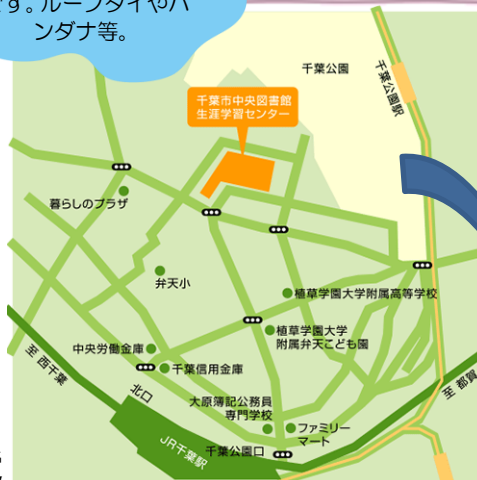 です。ループタイやバ
ンダナ等。
千葉公園
千葉公園駅
千葉市中央図書館
生涯学習センター
暮らしのプラザ
弁天小
植草学園大学附属高等学校
植草学園大学
附属弁天こども園
中央労働金庫
千葉信用金庫
至 西千葉
北口
大原簿記公務員
専門学校
ファミリー
マート
至 都賀
JR千葉駅
千葉公園口